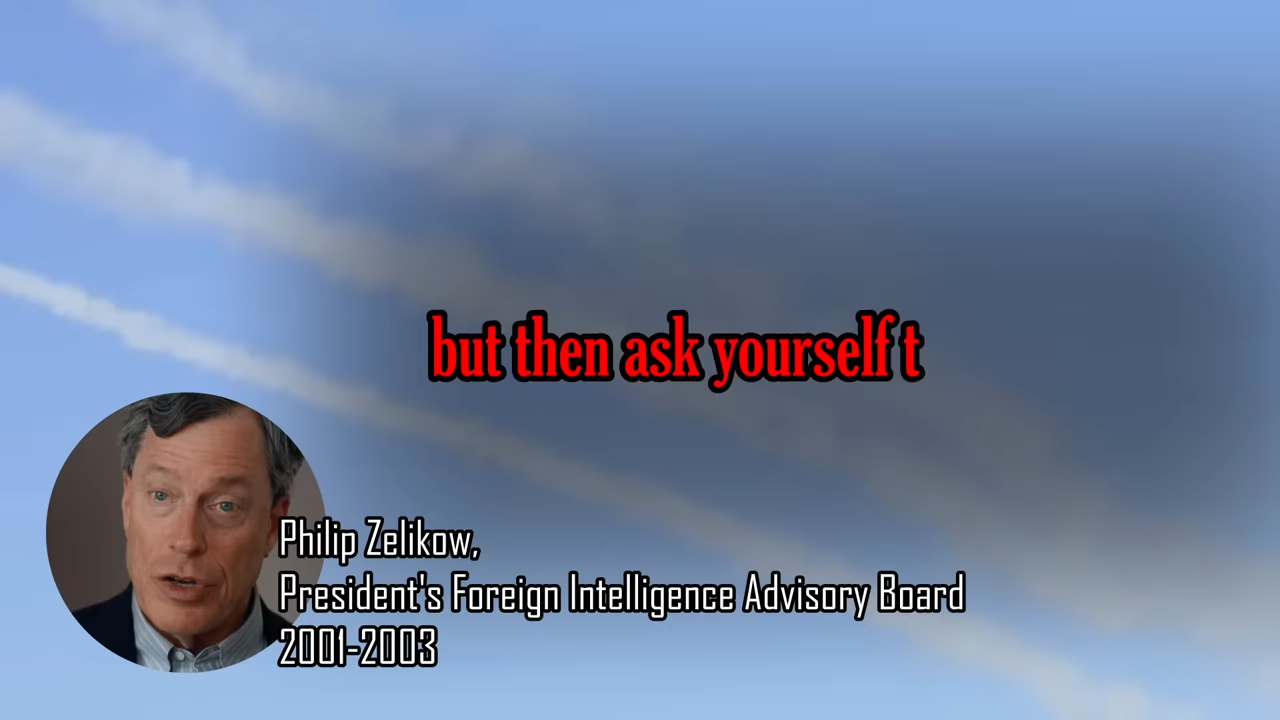 but then ask yourself t
Philip Zelikow,
President's Foreign Intelligence Advisory Board
2001-2003